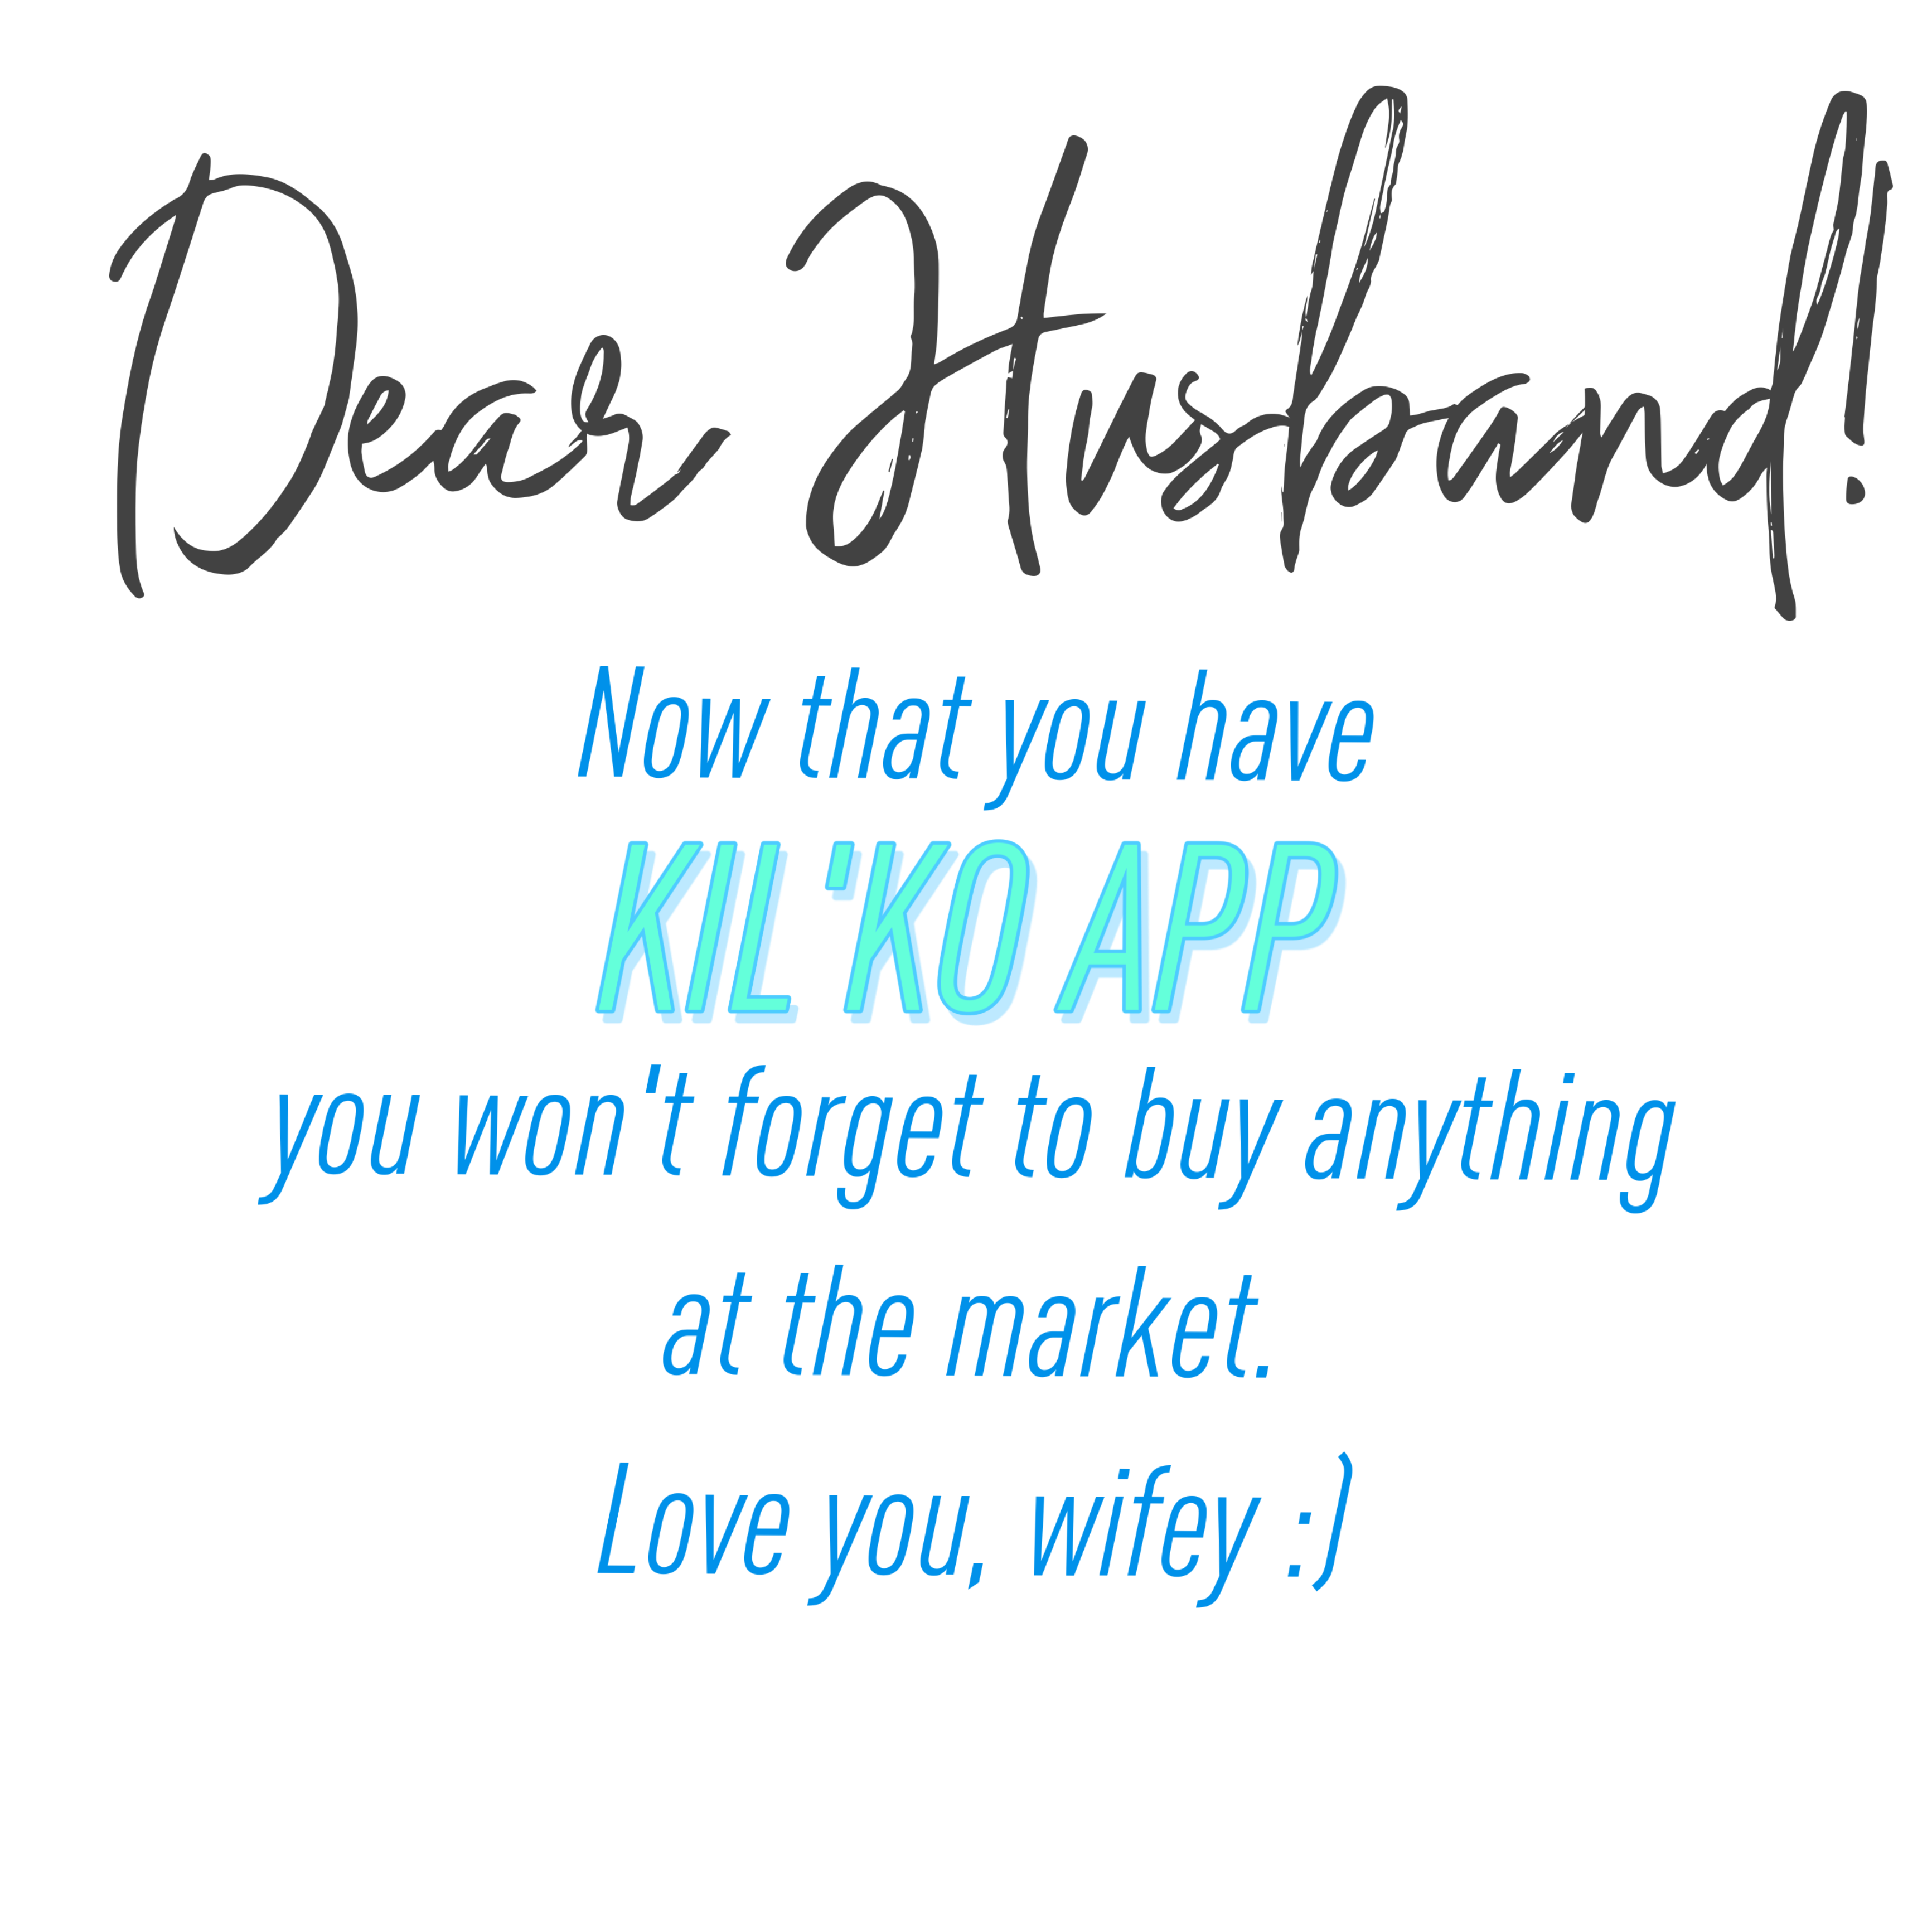 Dear Husband!
Now that you have
KIL'KO APP
you won't forget to buy anything
at the market.
Love you, wifey :)